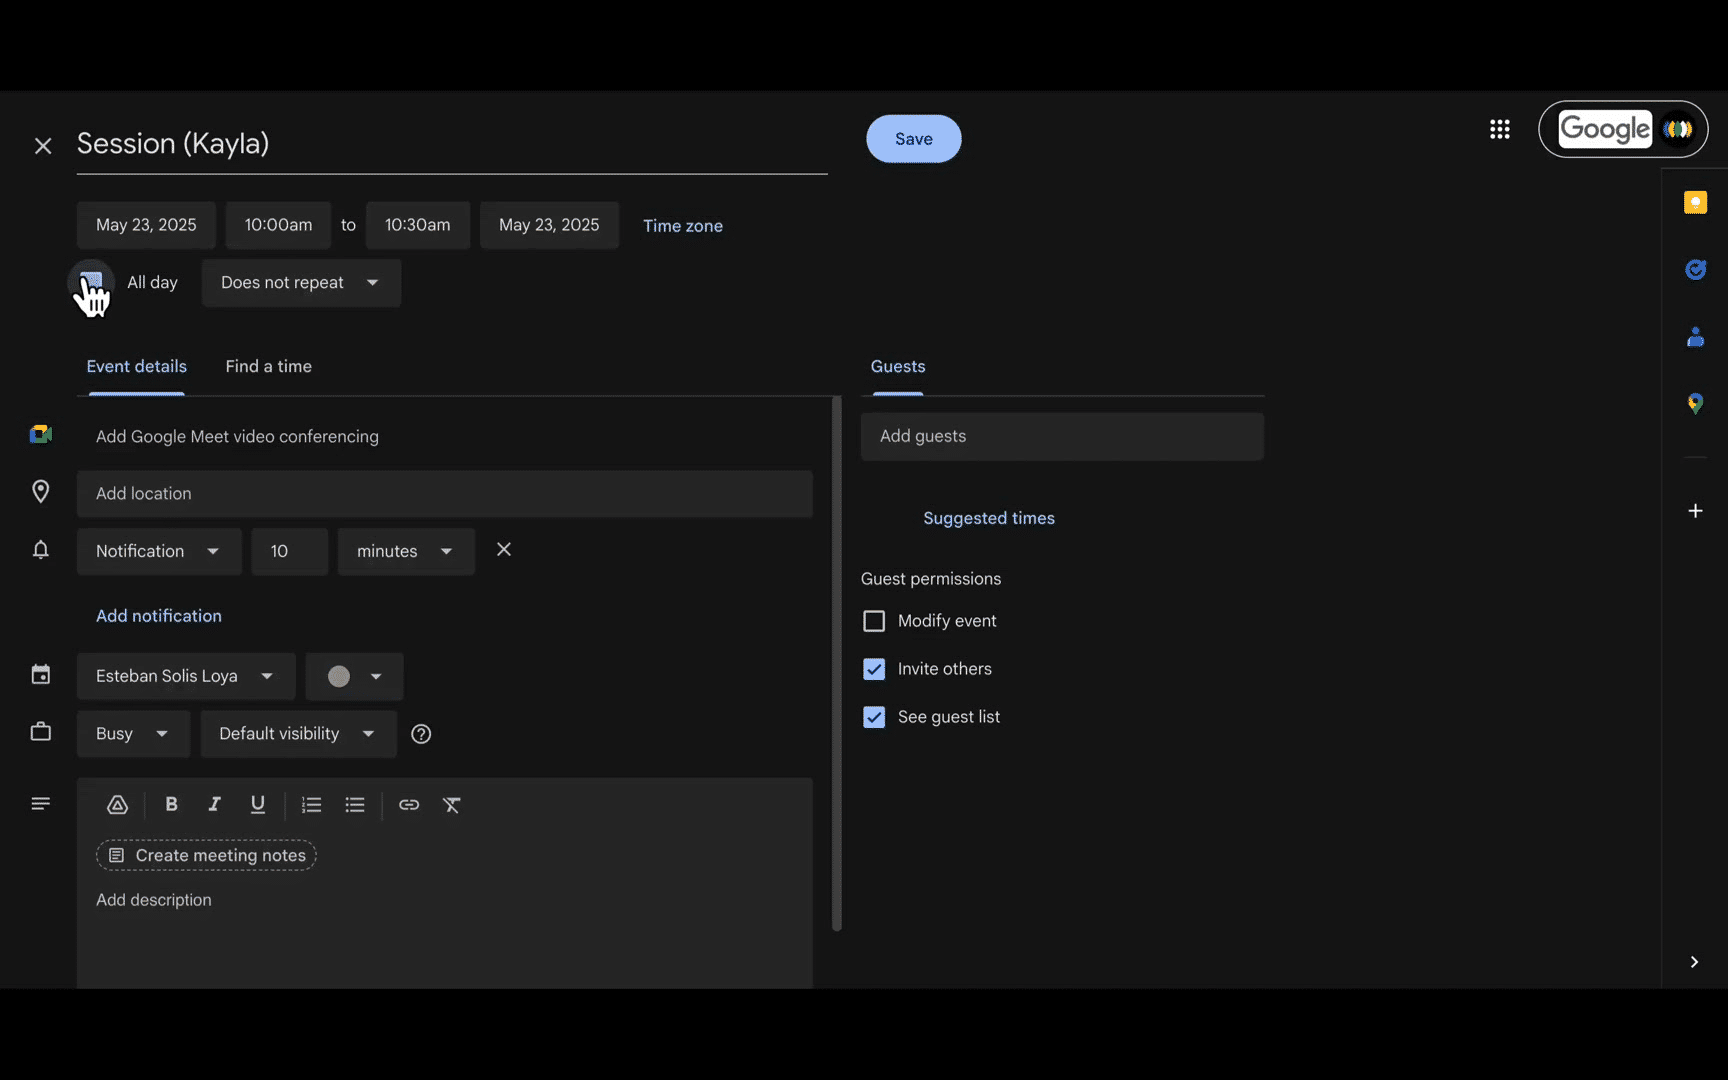 Session (Kayla)
Save
Google
May 23, 2025 10:00am to 10:30am May 23, 2025 Time zone
All day Does not repeat
Event details Find a time
Guests
Add Google Meet video conferencing
Add guests
Add location
Suggested times
Notification 10 minutes
Guest permissions
Add notification
Modify event
Esteban Solis Loya
Invite others
Busy Default visibility
See guest list
B I U
Create meeting notes
Add description